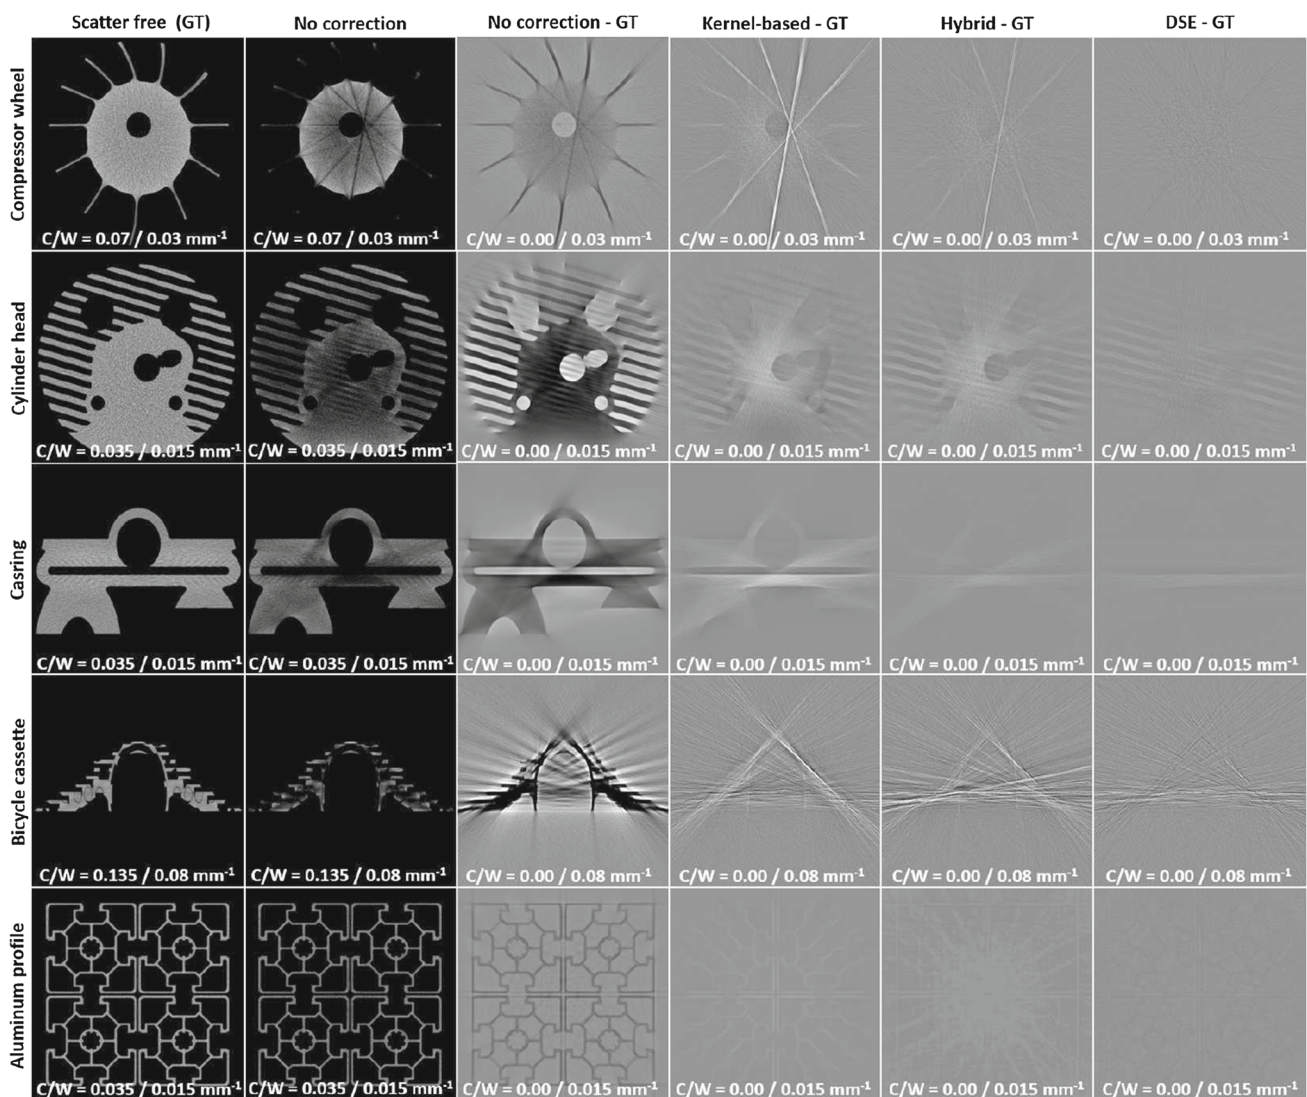 Scatter free (GT) No correction No correction - GT Kernel-based - GT Hybrid - GT DSE - GT
Compressor wheel
C/W = 0.07 / 0.03 mm⁻¹ C/W = 0.07 / 0.03 mm⁻¹ C/W = 0.00 / 0.03 mm⁻¹ C/W = 0.00 / 0.03 mm⁻¹ C/W = 0.00 / 0.03 mm⁻¹ C/W = 0.00 / 0.03 mm⁻¹
Cylinder head
C/W = 0.035 / 0.015 mm⁻¹ C/W = 0.035 / 0.015 mm⁻¹ C/W = 0.00 / 0.015 mm⁻¹ C/W = 0.00 / 0.015 mm⁻¹ C/W = 0.00 / 0.015 mm⁻¹ C/W = 0.00 / 0.015 mm⁻¹
Casring
C/W = 0.035 / 0.015 mm⁻¹ C/W = 0.035 / 0.015 mm⁻¹ C/W = 0.00 / 0.015 mm⁻¹ C/W = 0.00 / 0.015 mm⁻¹ C/W = 0.00 / 0.015 mm⁻¹ C/W = 0.00 / 0.015 mm⁻¹
Bicycle cassette
C/W = 0.135 / 0.08 mm⁻¹ C/W = 0.135 / 0.08 mm⁻¹ C/W = 0.00 / 0.08 mm⁻¹ C/W = 0.00 / 0.08 mm⁻¹ C/W = 0.00 / 0.08 mm⁻¹ C/W = 0.00 / 0.08 mm⁻¹
Aluminum profile
C/W = 0.035 / 0.015 mm⁻¹ C/W = 0.035 / 0.015 mm⁻¹ C/W = 0.00 / 0.015 mm⁻¹ C/W = 0.00 / 0.015 mm⁻¹ C/W = 0.00 / 0.015 mm⁻¹ C/W = 0.00 / 0.015 mm⁻¹